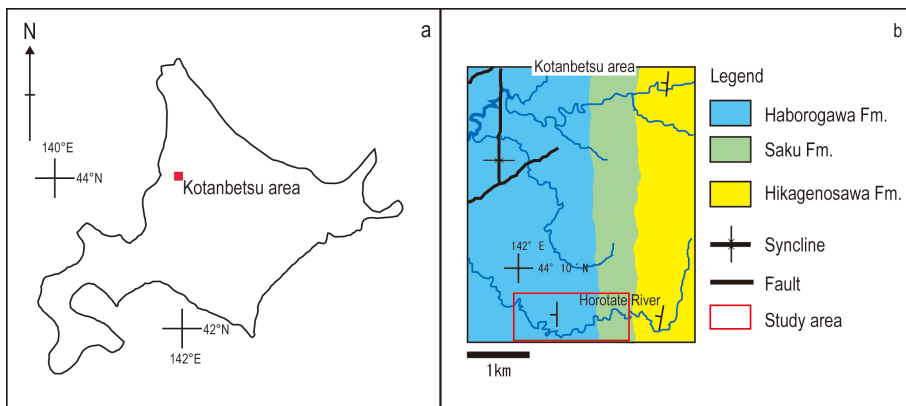 N
a
140°E
44°N
Kotanbetsu area
42°N
142°E
b
Kotanbetsu area
142° E
44° 10´ N
Horotate River
1km
Legend
Haborogawa Fm.
Saku Fm.
Hikagenosawa Fm.
Syncline
Fault
Study area